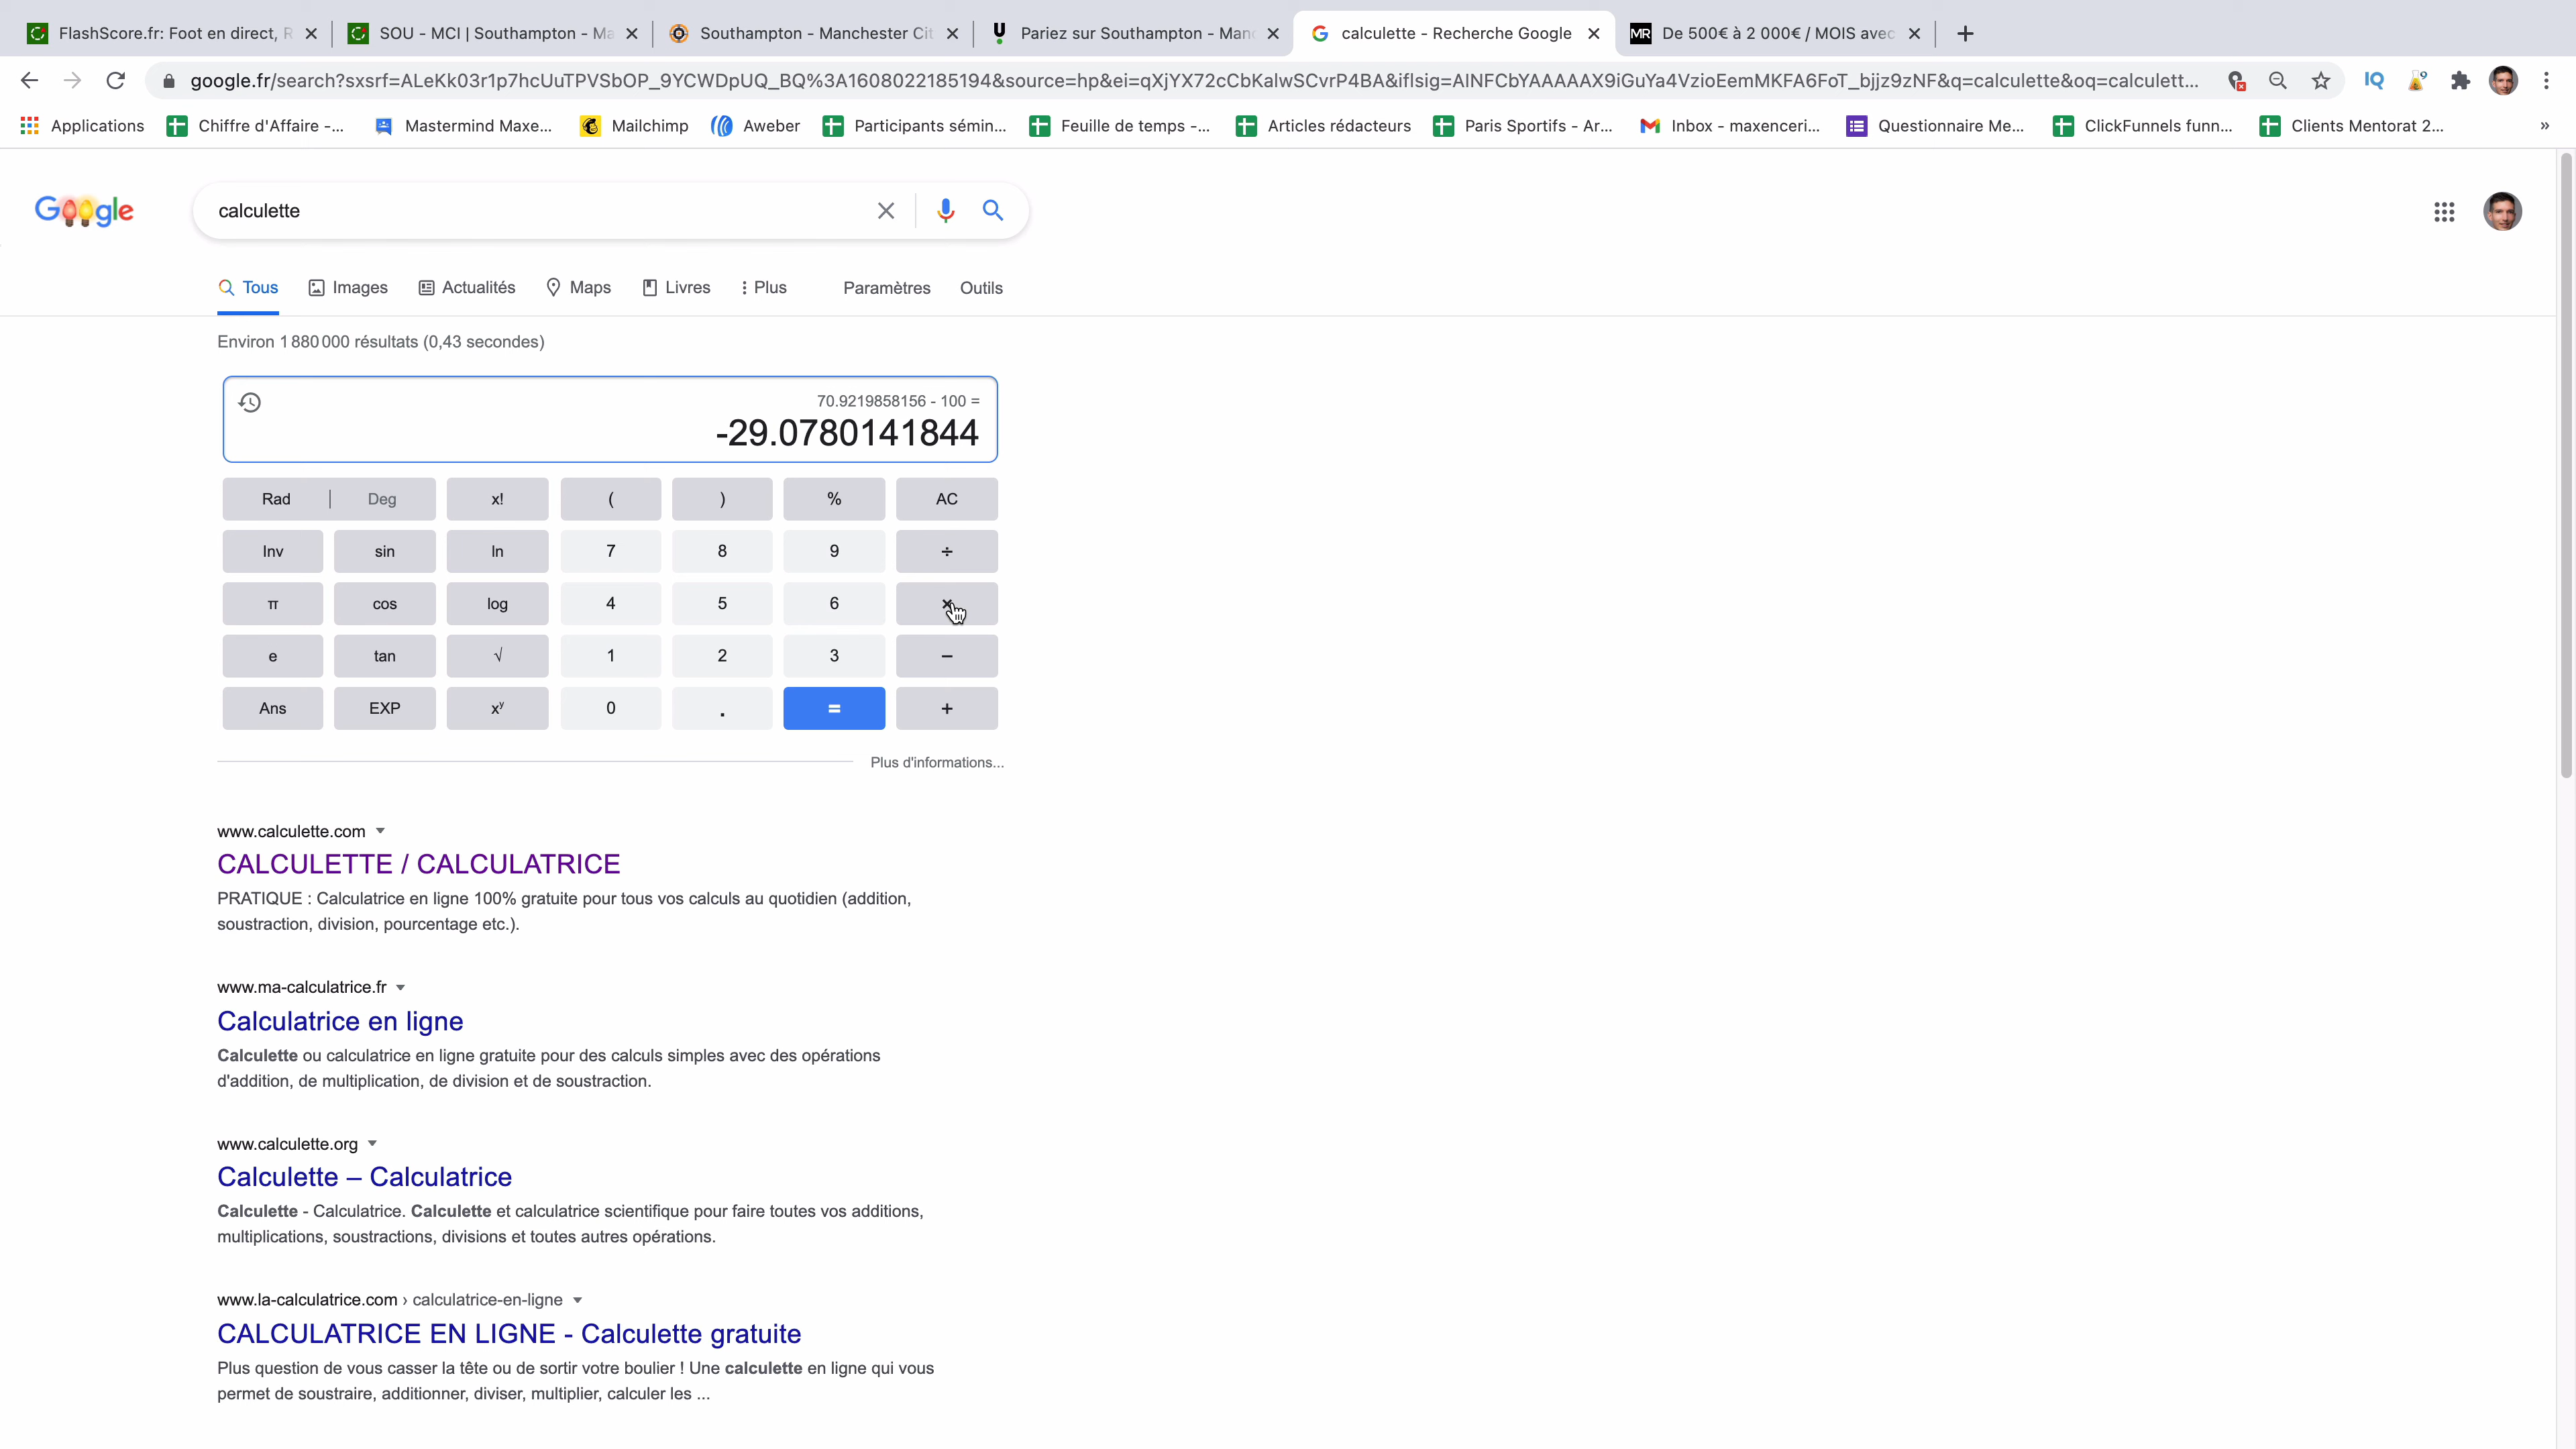 FlashScore.fr: Foot en direct, R
SOU - MCI | Southampton - Ma
Southampton - Manchester Cit
Pariez sur Southampton - Manc
calculette - Recherche Google
MR De 500€ à 2 000€ / MOIS avec
google.fr/search?sxsrf=ALeKk03r1p7hcUuTPVSbOP_9YCWDpUQ_BQ%3A1608022185194&source=hp&ei=qXjYX72cCbKalwSCvrP4BA&iflsig=AINFCbYAAAAAX9iGuYa4VzioEemMKFA6FoT_bjjz9zNF&q=calculette&oq=calculett...
IQ
9
Applications
Chiffre d'Affaire -...
Mastermind Maxe...
Mailchimp
Aweber
Participants sémin...
Feuille de temps -...
Articles rédacteurs
Paris Sportifs - Ar...
Inbox - maxenceri...
Questionnaire Me...
ClickFunnels funn...
Clients Mentorat 2...
»
Google
calculette
Tous
Images
Actualités
Maps
Livres
Plus
Paramètres
Outils
Environ 1 880 000 résultats (0,43 secondes)
70.9219858156 - 100 =
-29.0780141844
Rad | Deg x! ( ) % AC
Inv sin ln 7 8 9 ÷
π cos log 4 5 6 ×
e tan √ 1 2 3 −
Ans EXP xʸ 0 . = +
Plus d'informations...
www.calculette.com
CALCULETTE / CALCULATRICE
PRATIQUE : Calculatrice en ligne 100% gratuite pour tous vos calculs au quotidien (addition,
soustraction, division, pourcentage etc.).
www.ma-calculatrice.fr
Calculatrice en ligne
Calculette ou calculatrice en ligne gratuite pour des calculs simples avec des opérations
d'addition, de multiplication, de division et de soustraction.
www.calculette.org
Calculette – Calculatrice
Calculette - Calculatrice. Calculette et calculatrice scientifique pour faire toutes vos additions,
multiplications, soustractions, divisions et toutes autres opérations.
www.la-calculatrice.com › calculatrice-en-ligne
CALCULATRICE EN LIGNE - Calculette gratuite
Plus question de vous casser la tête ou de sortir votre boulier ! Une calculette en ligne qui vous
permet de soustraire, additionner, diviser, multiplier, calculer les ...